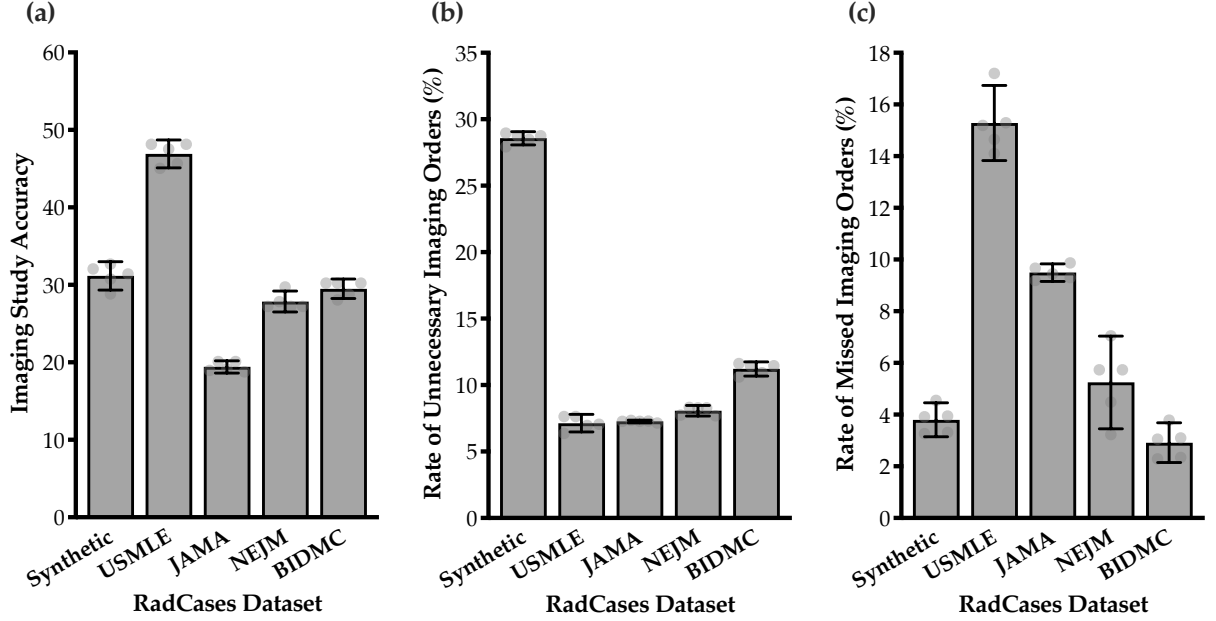 (a)
Imaging Study Accuracy
60
50
40
30
20
10
0
Synthetic
USMLE
JAMA
NEJM
BIDMC
RadCases Dataset
(b)
Rate of Unnecessary Imaging Orders (%)
35
30
25
20
15
10
5
0
Synthetic
USMLE
JAMA
NEJM
BIDMC
RadCases Dataset
(c)
Rate of Missed Imaging Orders (%)
18
16
14
12
10
8
6
4
2
0
Synthetic
USMLE
JAMA
NEJM
BIDMC
RadCases Dataset